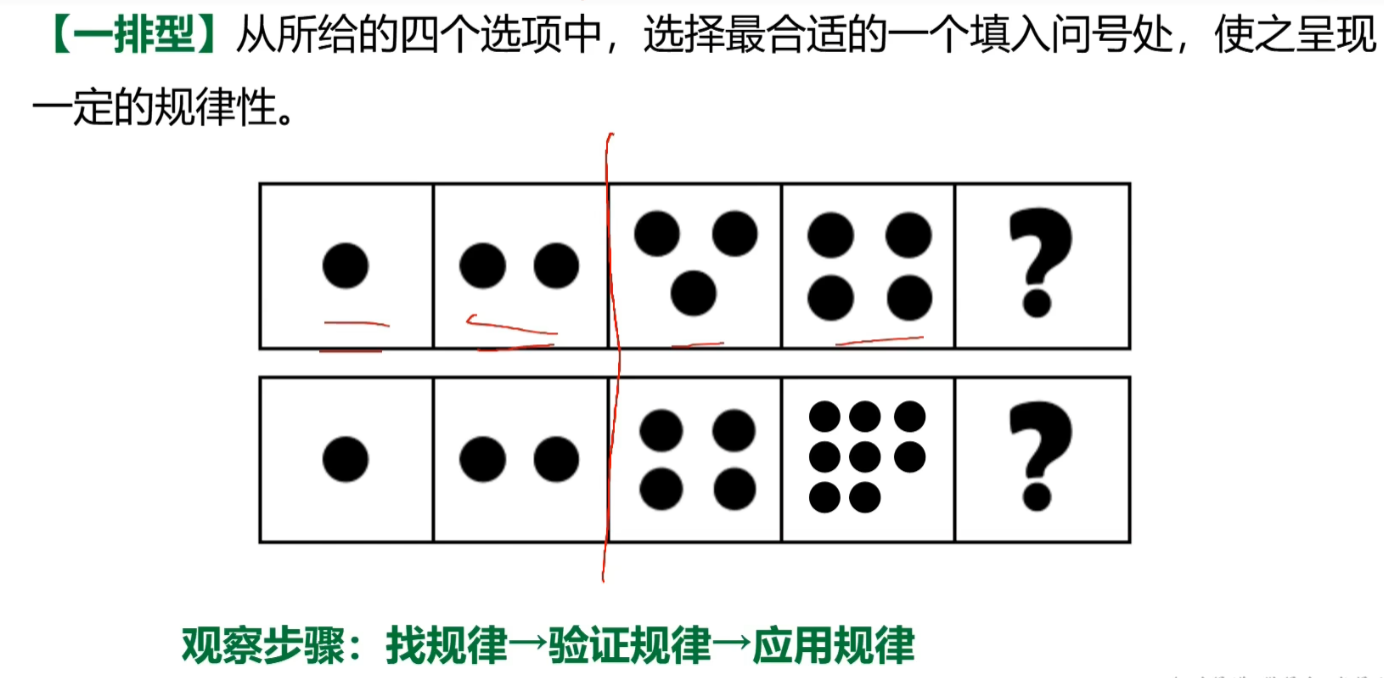 【一排型】从所给的四个选项中，选择最合适的一个填入问号处，使之呈现
一定的规律性。
?
?
观察步骤：找规律→验证规律→应用规律